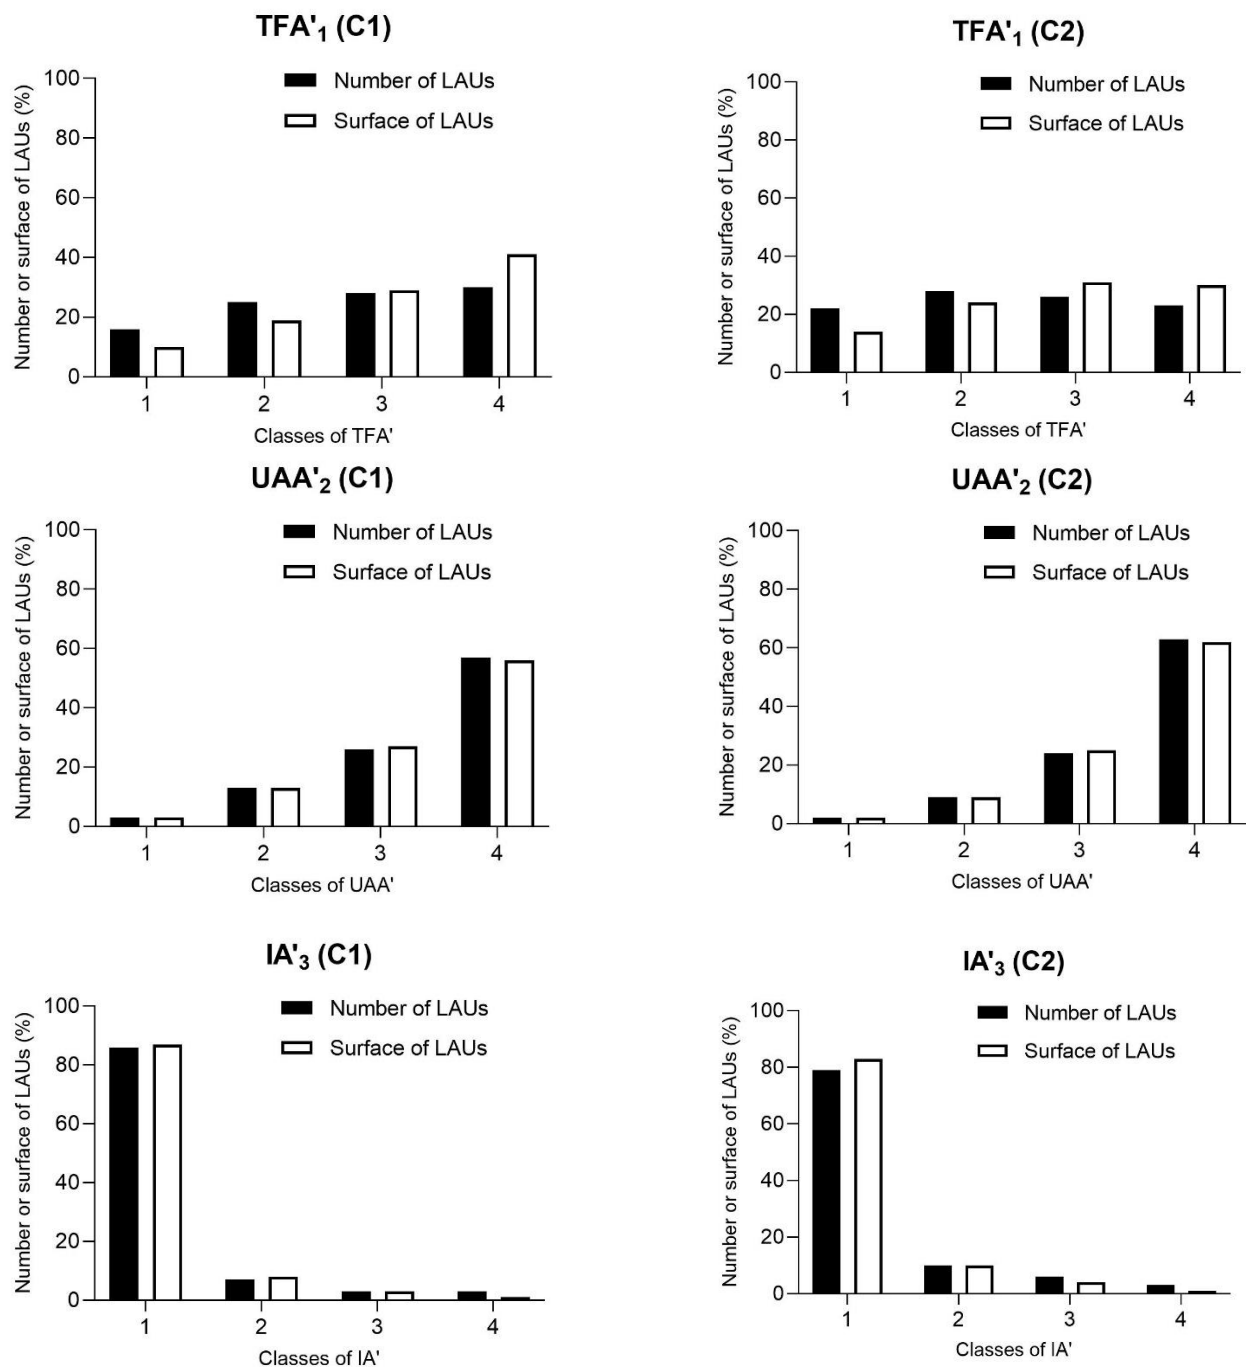 TFA'₁ (C1)
Number or surface of LAUs (%)
100
80
60
40
20
0
Number of LAUs
Surface of LAUs
1 2 3 4
Classes of TFA'
TFA'₁ (C2)
Number or surface of LAUs (%)
100
80
60
40
20
0
Number of LAUs
Surface of LAUs
1 2 3 4
Classes of TFA'
UAA'₂ (C1)
Number or surface of LAUs (%)
100
80
60
40
20
0
Number of LAUs
Surface of LAUs
1 2 3 4
Classes of UAA'
UAA'₂ (C2)
Number or surface of LAUs (%)
100
80
60
40
20
0
Number of LAUs
Surface of LAUs
1 2 3 4
Classes of UAA'
IA'₃ (C1)
Number or surface of LAUs (%)
100
80
60
40
20
0
Number of LAUs
Surface of LAUs
1 2 3 4
Classes of IA'
IA'₃ (C2)
Number or surface of LAUs (%)
100
80
60
40
20
0
Number of LAUs
Surface of LAUs
1 2 3 4
Classes of IA'